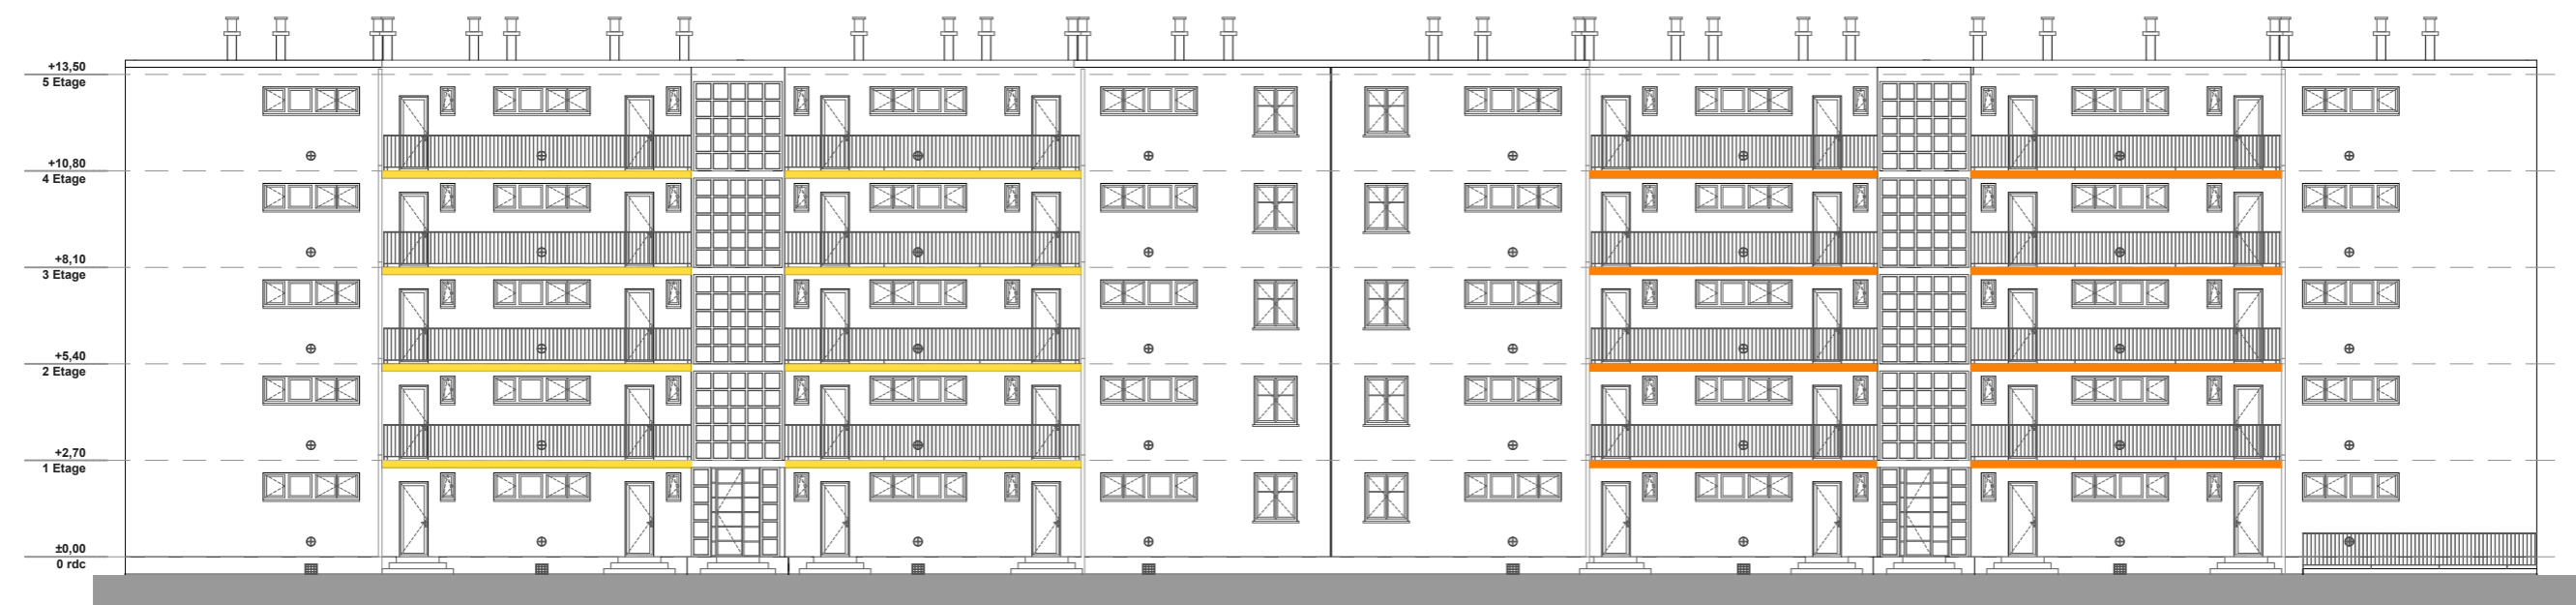 +13,50
5 Etage
+10,80
4 Etage
+8,10
3 Etage
+5,40
2 Etage
+2,70
1 Etage
±0,00
0 rdc